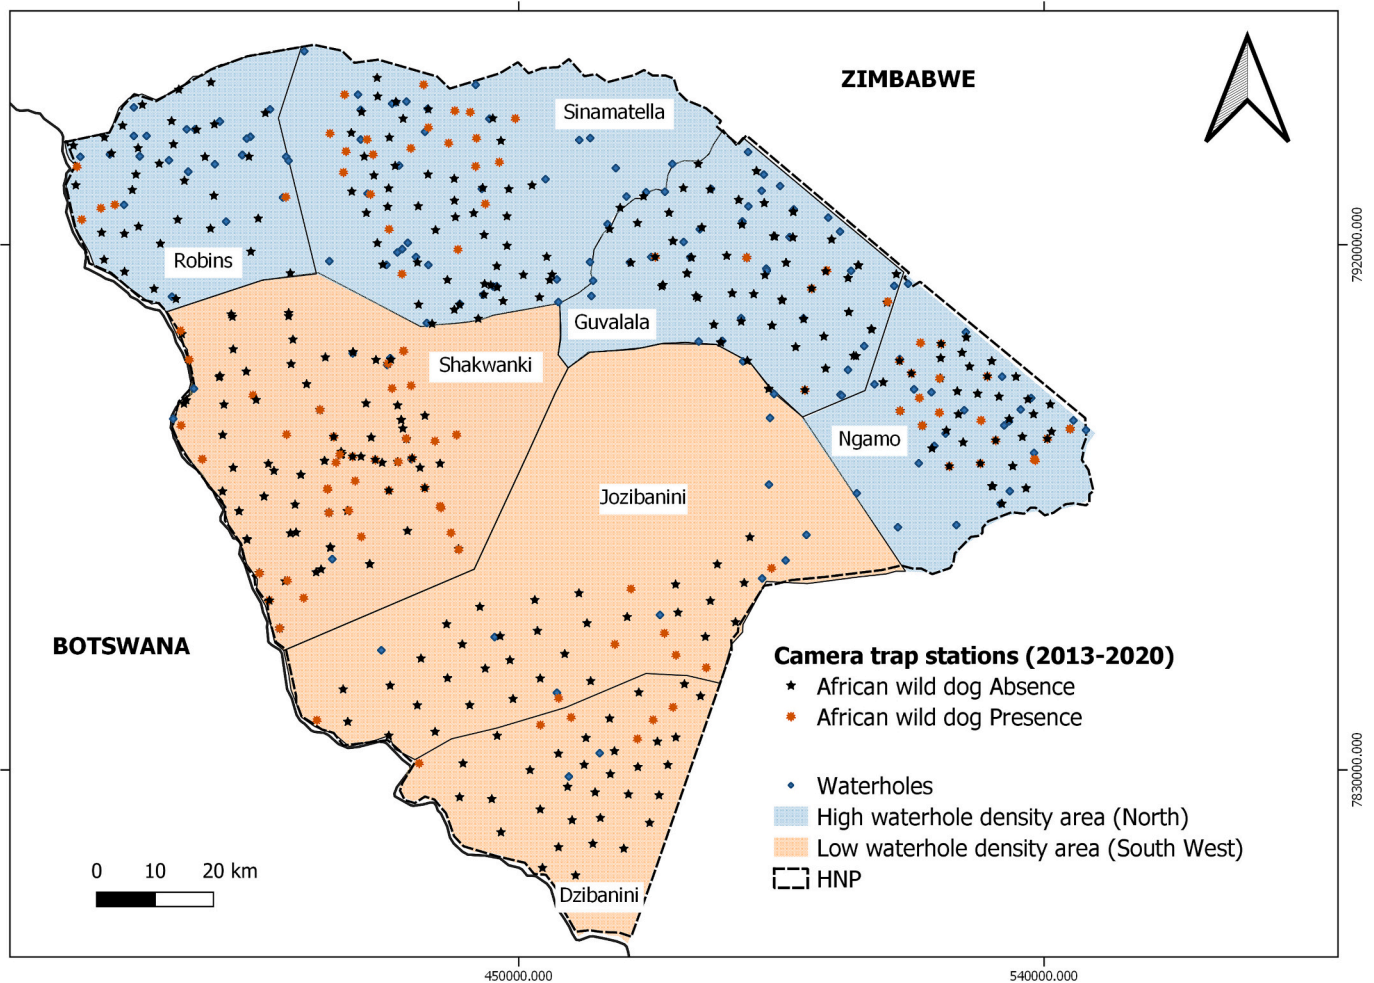 ZIMBABWE
Sinamatella
Robins
7920000.000
Guvalala
Shakwanki
Ngamo
Jozibanini
BOTSWANA
Camera trap stations (2013-2020)
African wild dog Absence
African wild dog Presence
Waterholes
High waterhole density area (North)
Low waterhole density area (South West)
HNP
7830000.000
0 10 20 km
Dzibanini
450000.000 540000.000